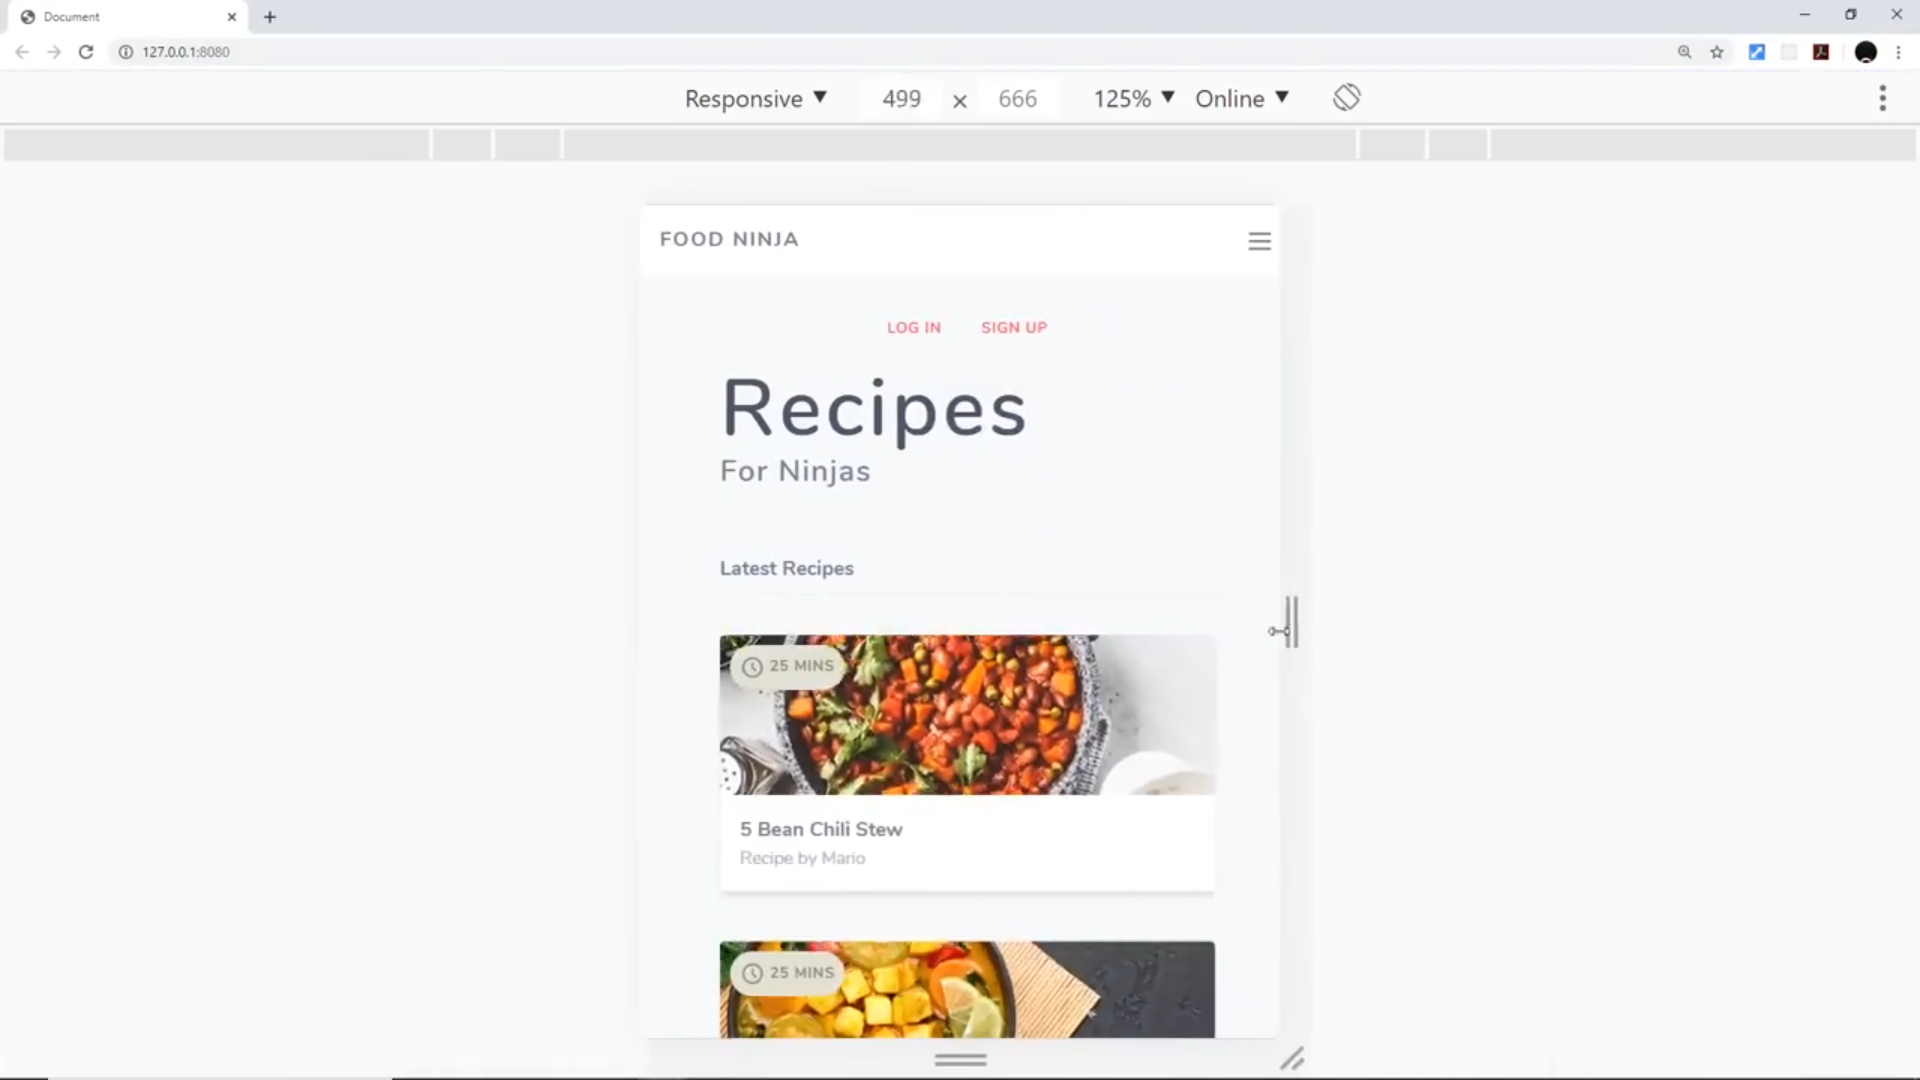 Document
127.0.0.1:8080
Responsive ▼ 499 × 666 125% ▼ Online ▼
FOOD NINJA
LOG IN SIGN UP
Recipes
For Ninjas
Latest Recipes
25 MINS
5 Bean Chili Stew
Recipe by Mario
25 MINS